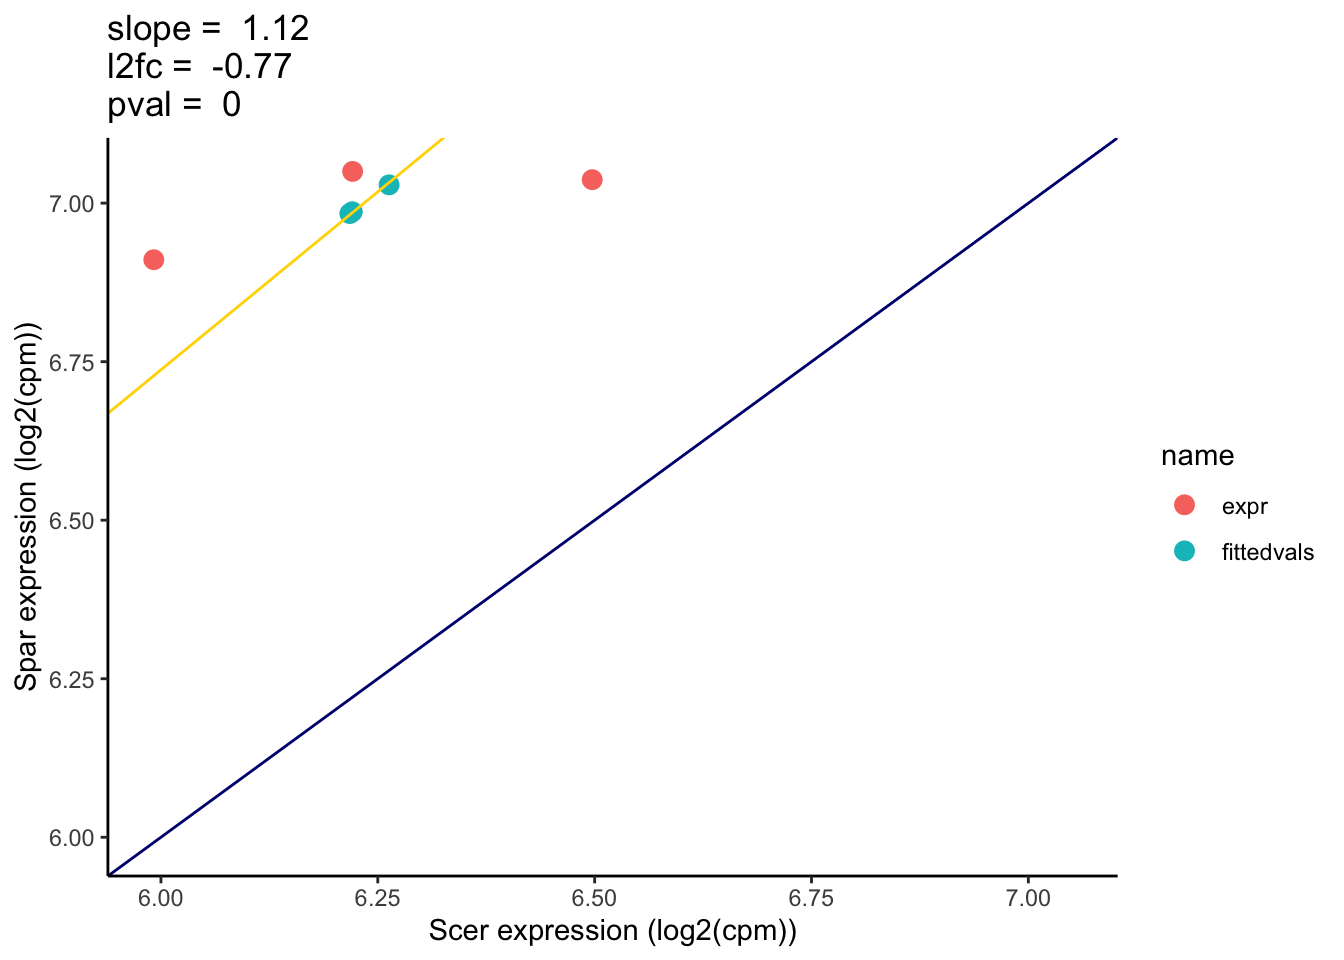 slope =  1.12
l2fc =  -0.77
pval =  0
7.00
6.75
6.50
6.25
6.00
Spar expression (log2(cpm))
6.00
6.25
6.50
6.75
7.00
Scer expression (log2(cpm))
name
expr
fittedvals